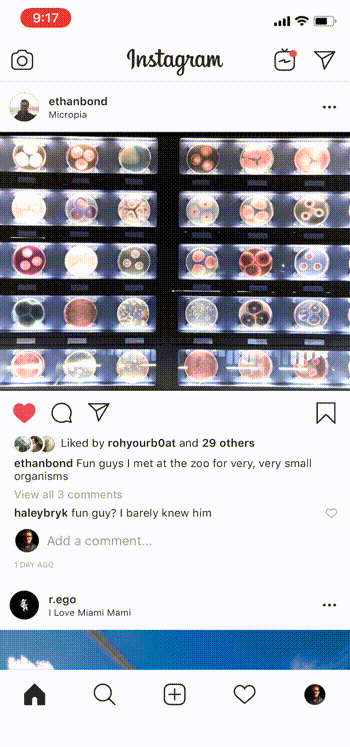 9:17
Instagram
ethanbond
Micropia
Liked by rohyourb0at and 29 others
ethanbond Fun guys I met at the zoo for very, very small
organisms
View all 3 comments
haleybryk fun guy? I barely knew him
Add a comment...
1 DAY AGO
r.ego
I Love Miami Mami